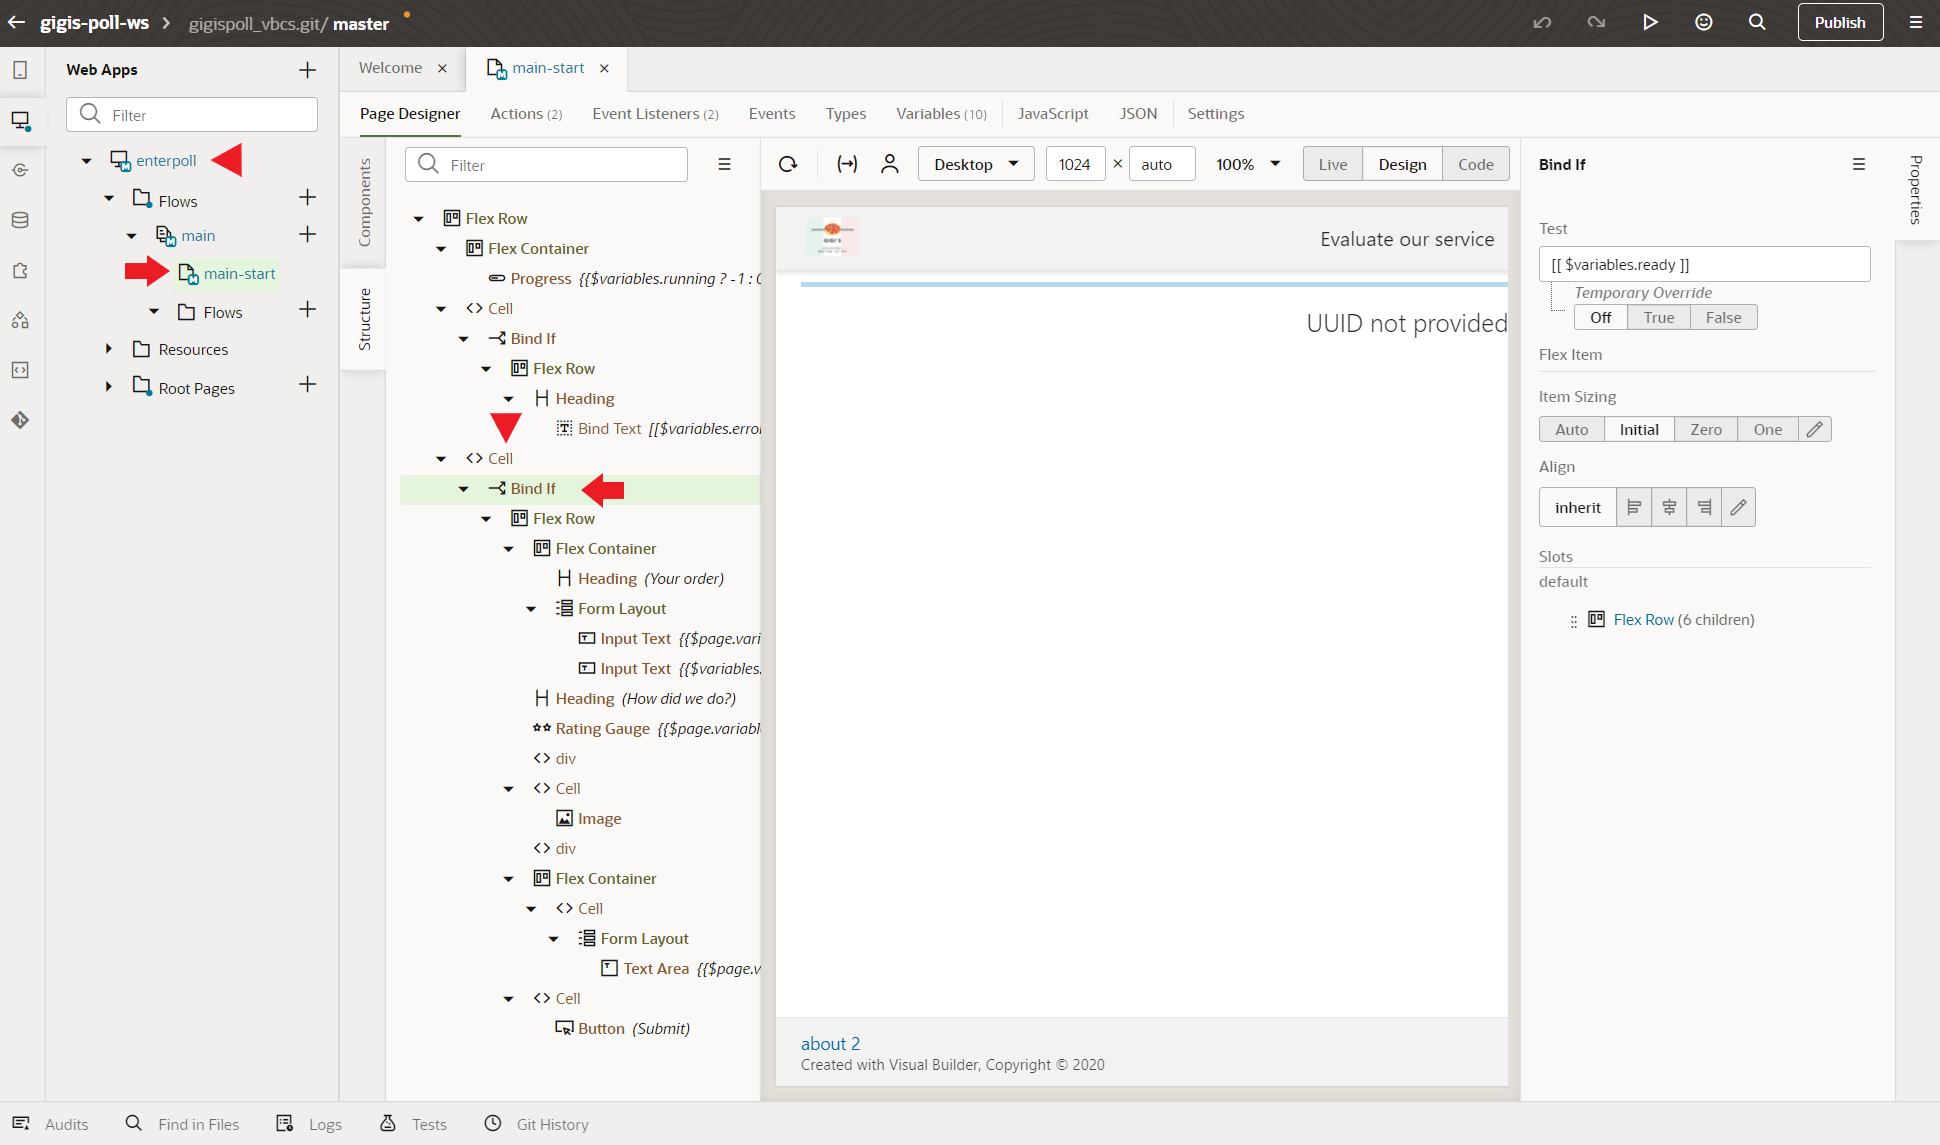 gigis-poll-ws > gigispoll_vbcs.git/ master
Publish
Web Apps
Filter
enterpoll
Flows
main
main-start
Flows
Resources
Root Pages
Welcome
main-start
Page Designer
Actions (2)
Event Listeners (2)
Events
Types
Variables (10)
JavaScript
JSON
Settings
Components
Structure
Filter
Flex Row
Flex Container
Progress {{$variables.running ? -1 : 0
Cell
Bind If
Flex Row
Heading
Bind Text [[$variables.error
Cell
Bind If
Flex Row
Flex Container
Heading (Your order)
Form Layout
Input Text {{$page.vari
Input Text {{$variables.
Heading (How did we do?)
Rating Gauge {{$page.variabl
div
Cell
Image
div
Flex Container
Cell
Form Layout
Text Area {{$page.v
Cell
Button (Submit)
Desktop
1024 × auto
100%
Live
Design
Code
GIGI'S
Evaluate our service
UUID not provided
about 2
Created with Visual Builder, Copyright © 2020
Bind If
Properties
Test
[[ $variables.ready ]]
Temporary Override
Off
True
False
Flex Item
Item Sizing
Auto
Initial
Zero
One
Align
inherit
Slots
default
Flex Row (6 children)
Audits
Find in Files
Logs
Tests
Git History